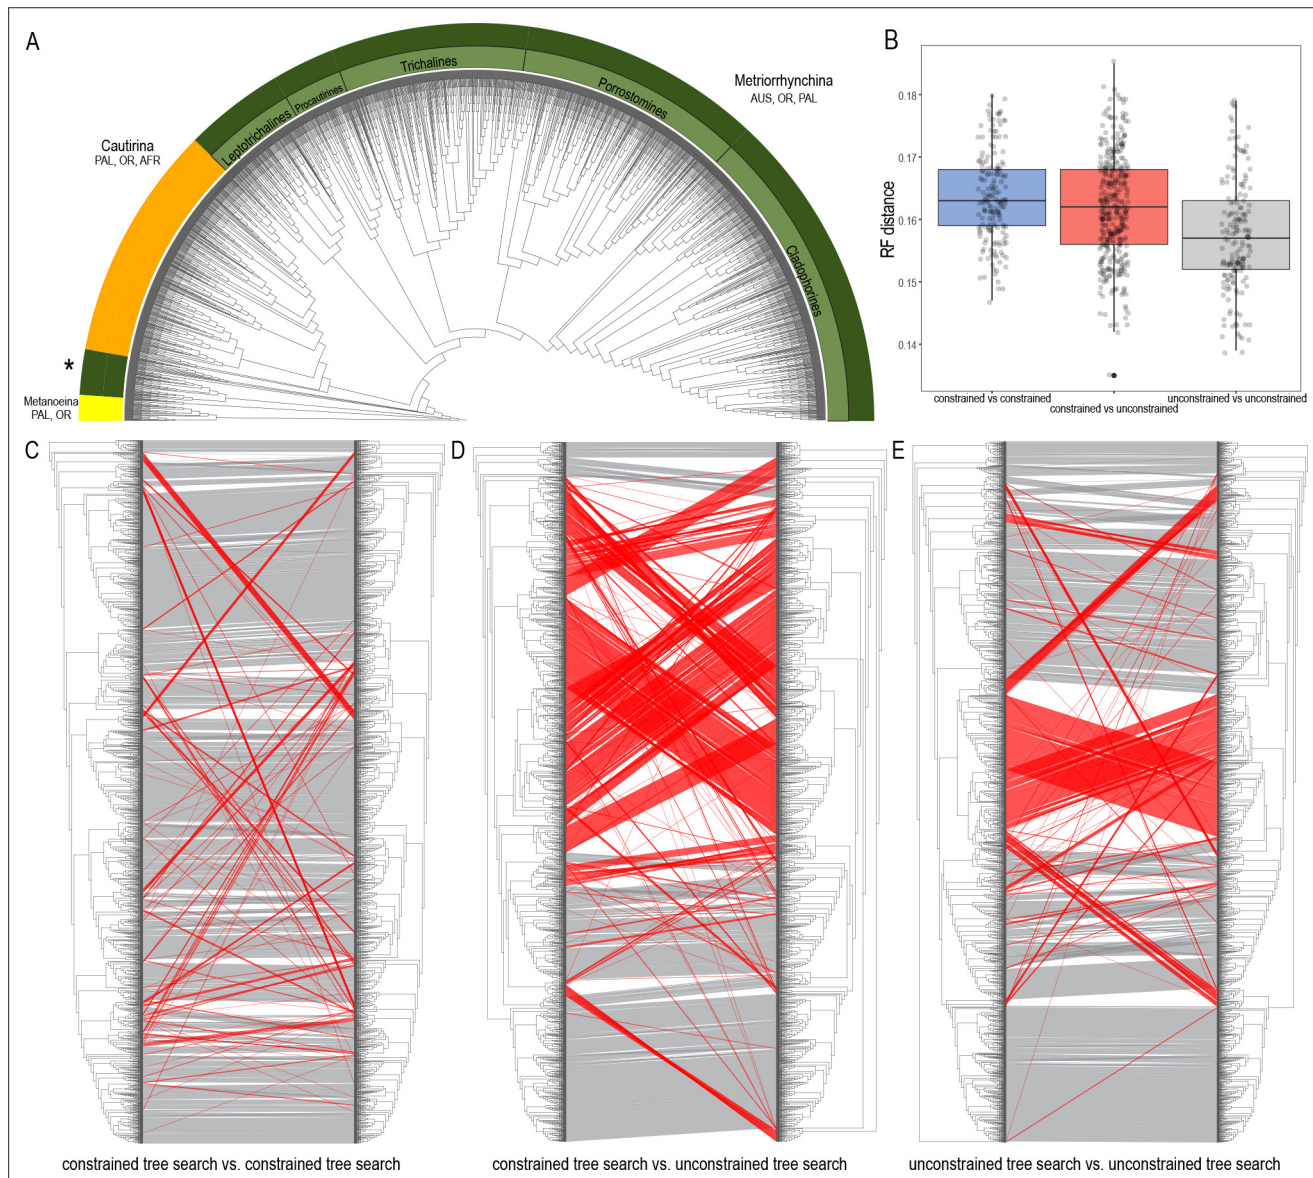 A
Trichalines
Procautirines
Leptotrichalines
Porrostomines
Cladophorines
Metriorrhynchina
AUS, OR, PAL
Cautirina
PAL, OR, AFR
*
Metanoeina
PAL, OR
B
RF distance
0.18
0.17
0.16
0.15
0.14
constrained vs constrained
constrained vs unconstrained
unconstrained vs unconstrained
C
D
E
constrained tree search vs. constrained tree search
constrained tree search vs. unconstrained tree search
unconstrained tree search vs. unconstrained tree search